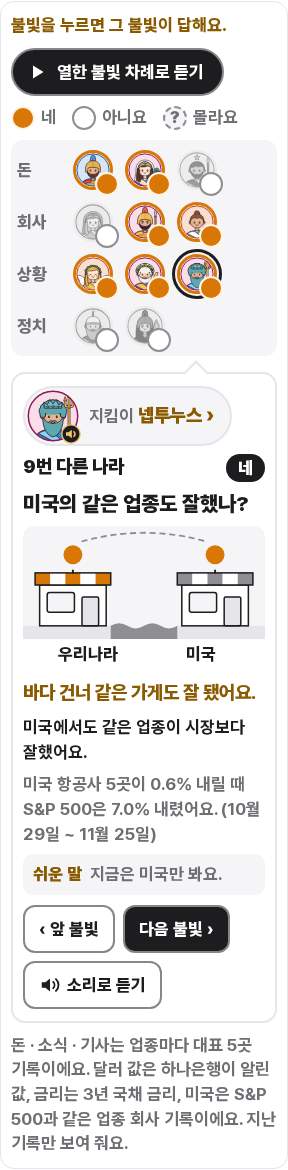 불빛을 누르면 그 불빛이 답해요.
▶ 열한 불빛 차례로 듣기
네 아니요 ? 몰라요
돈
회사
상황
정치
지킴이 넵투누스 ›
9번 다른 나라 네
미국의 같은 업종도 잘했나?
우리나라 미국
바다 건너 같은 가게도 잘 됐어요.
미국에서도 같은 업종이 시장보다
잘했어요.
미국 항공사 5곳이 0.6% 내릴 때
S&P 500은 7.0% 내렸어요. (10월
29일 ~ 11월 25일)
쉬운 말 지금은 미국만 봐요.
‹ 앞 불빛 다음 불빛 ›
소리로 듣기
돈 · 소식 · 기사는 업종마다 대표 5곳
기록이에요. 달러 값은 하나은행이 알린
값, 금리는 3년 국채 금리, 미국은 S&P
500과 같은 업종 회사 기록이에요. 지난
기록만 보여 줘요.